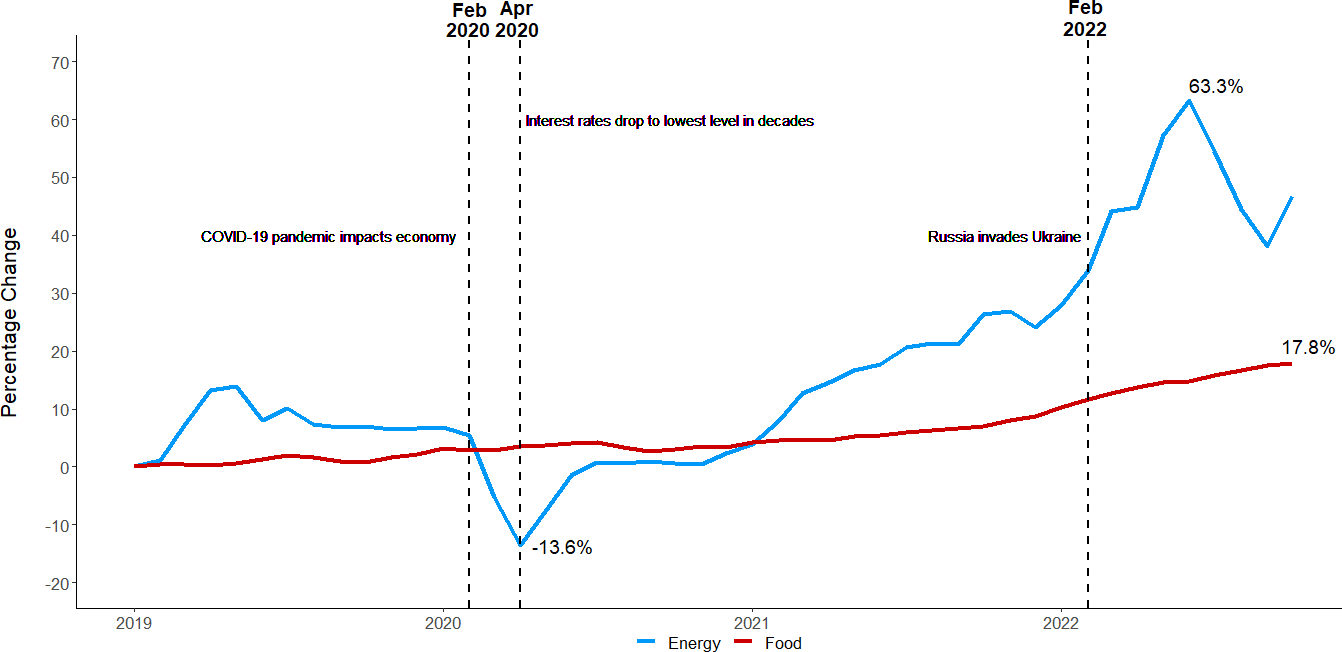 Feb
2020
Apr
2020
Feb
2022
Percentage Change
70
60
50
40
30
20
10
0
-10
-20
63.3%
Interest rates drop to lowest level in decades
COVID-19 pandemic impacts economy
Russia invades Ukraine
17.8%
-13.6%
2019
2020
2021
2022
Energy
Food